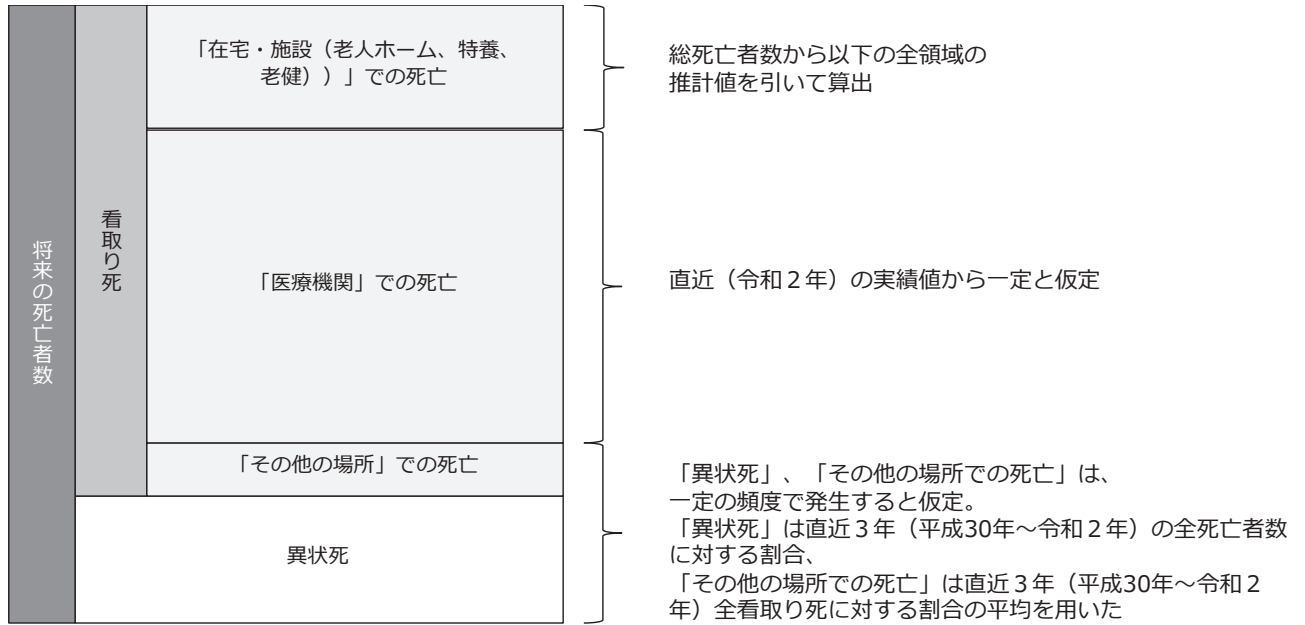 将来の死亡者数
看取り死
「在宅・施設（老人ホーム、特養、
老健））」での死亡
総死亡者数から以下の全領域の
推計値を引いて算出
「医療機関」での死亡
直近（令和２年）の実績値から一定と仮定
「その他の場所」での死亡
異状死
「異状死」、「その他の場所での死亡」は、
一定の頻度で発生すると仮定。
「異状死」は直近３年（平成30年～令和２年）の全死亡者数
に対する割合、
「その他の場所での死亡」は直近３年（平成30年～令和２
年）全看取り死に対する割合の平均を用いた